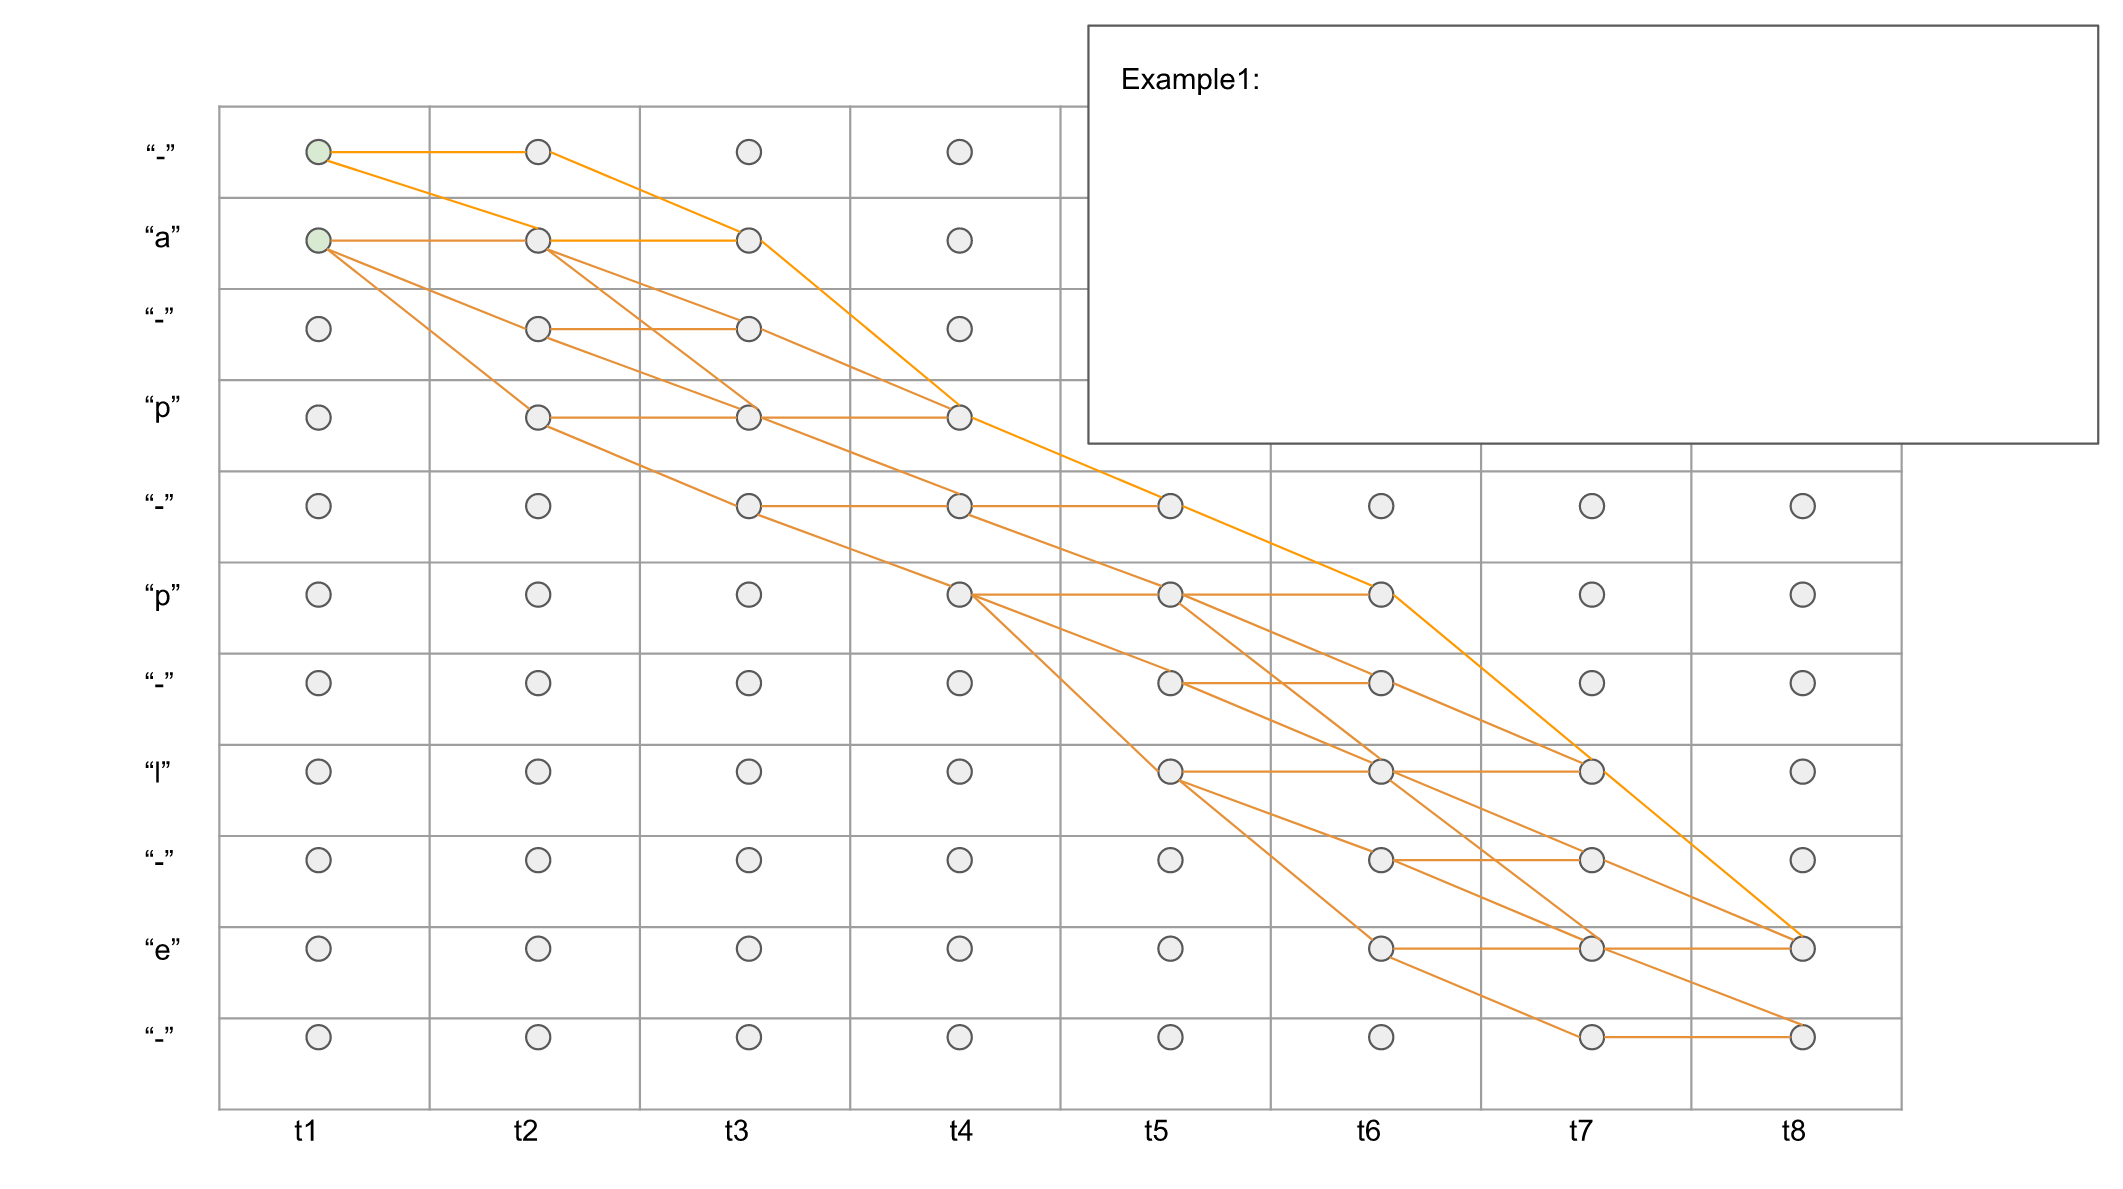 Example1:
“-”
“a”
“-”
“p”
“-”
“p”
“-”
“l”
“-”
“e”
“-”
t1 t2 t3 t4 t5 t6 t7 t8